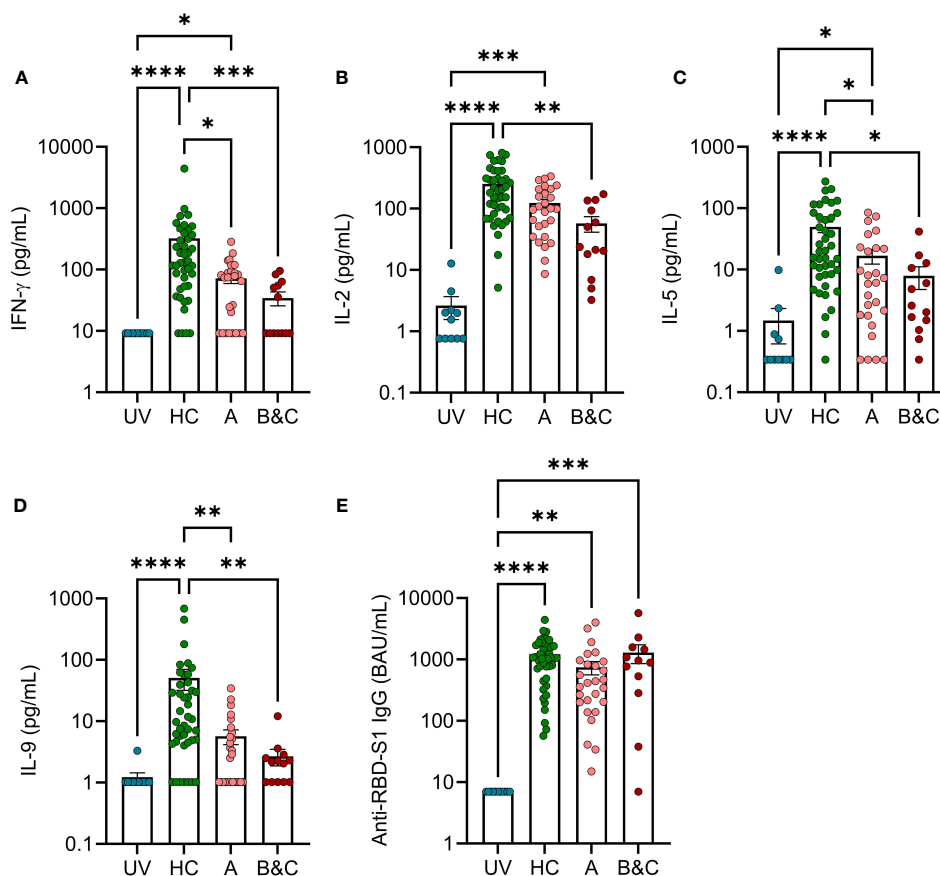 A
*
**** ***
*
10000
1000
100
10
1
IFN-γ (pg/mL)
UV HC A B&C
B
***
**** **
1000
100
10
1
0.1
IL-2 (pg/mL)
UV HC A B&C
C
*
*
**** *
1000
100
10
1
0.1
IL-5 (pg/mL)
UV HC A B&C
D
**
**** **
1000
100
10
1
0.1
IL-9 (pg/mL)
UV HC A B&C
E
***
**
****
10000
1000
100
10
1
Anti-RBD-S1 IgG (BAU/mL)
UV HC A B&C